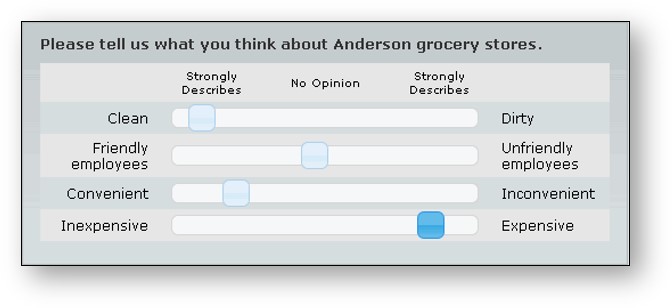 Please tell us what you think about Anderson grocery stores.
Strongly Describes
No Opinion
Strongly Describes
Clean
Dirty
Friendly employees
Unfriendly employees
Convenient
Inconvenient
Inexpensive
Expensive